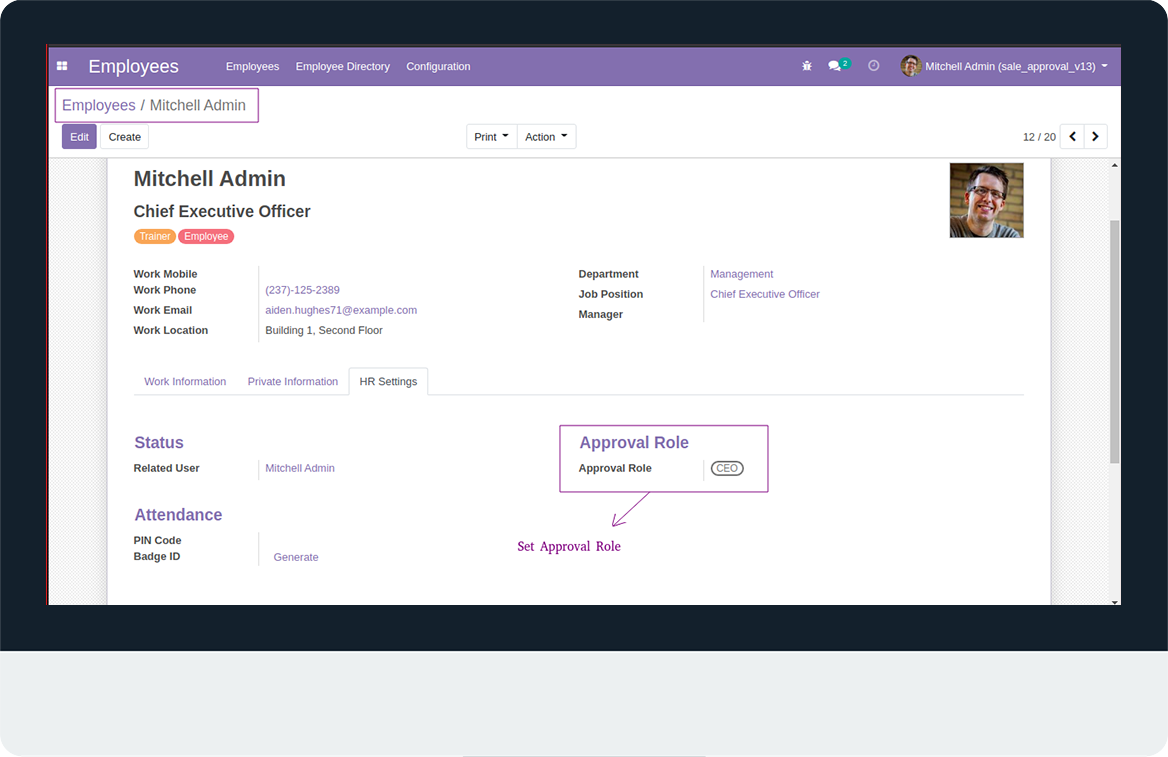 Employees Employees Employee Directory Configuration 2 Mitchell Admin (sale_approval_v13)
Employees / Mitchell Admin
Edit Create Print Action 12 / 20
Mitchell Admin
Chief Executive Officer
Trainer Employee
Work Mobile
Work Phone (237)-125-2389
Work Email aiden.hughes71@example.com
Work Location Building 1, Second Floor
Department Management
Job Position Chief Executive Officer
Manager
Work Information Private Information HR Settings
Status
Related User Mitchell Admin
Approval Role
Approval Role CEO
Set Approval Role
Attendance
PIN Code
Badge ID Generate